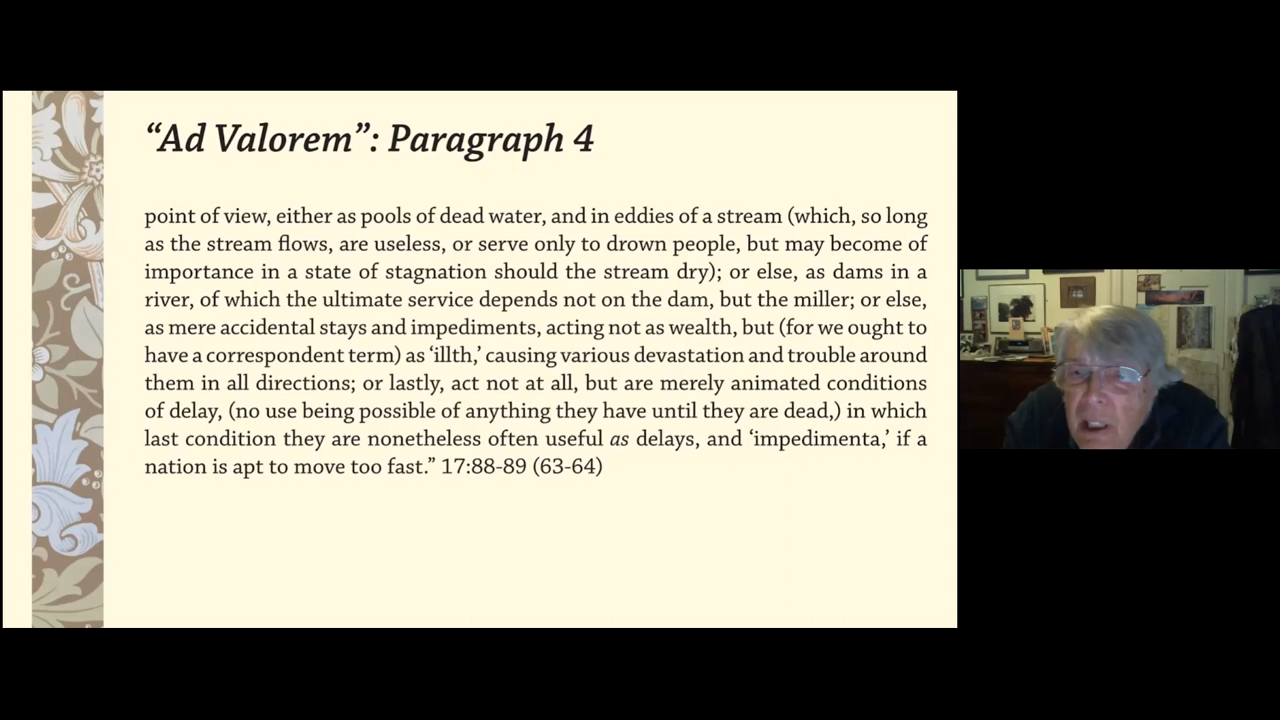 “Ad Valorem”: Paragraph 4
point of view, either as pools of dead water, and in eddies of a stream (which, so long
as the stream flows, are useless, or serve only to drown people, but may become of
importance in a state of stagnation should the stream dry); or else, as dams in a
river, of which the ultimate service depends not on the dam, but the miller; or else,
as mere accidental stays and impediments, acting not as wealth, but (for we ought to
have a correspondent term) as ‘illth,’ causing various devastation and trouble around
them in all directions; or lastly, act not at all, but are merely animated conditions
of delay, (no use being possible of anything they have until they are dead,) in which
last condition they are nonetheless often useful as delays, and ‘impedimenta,’ if a
nation is apt to move too fast.” 17:88-89 (63-64)